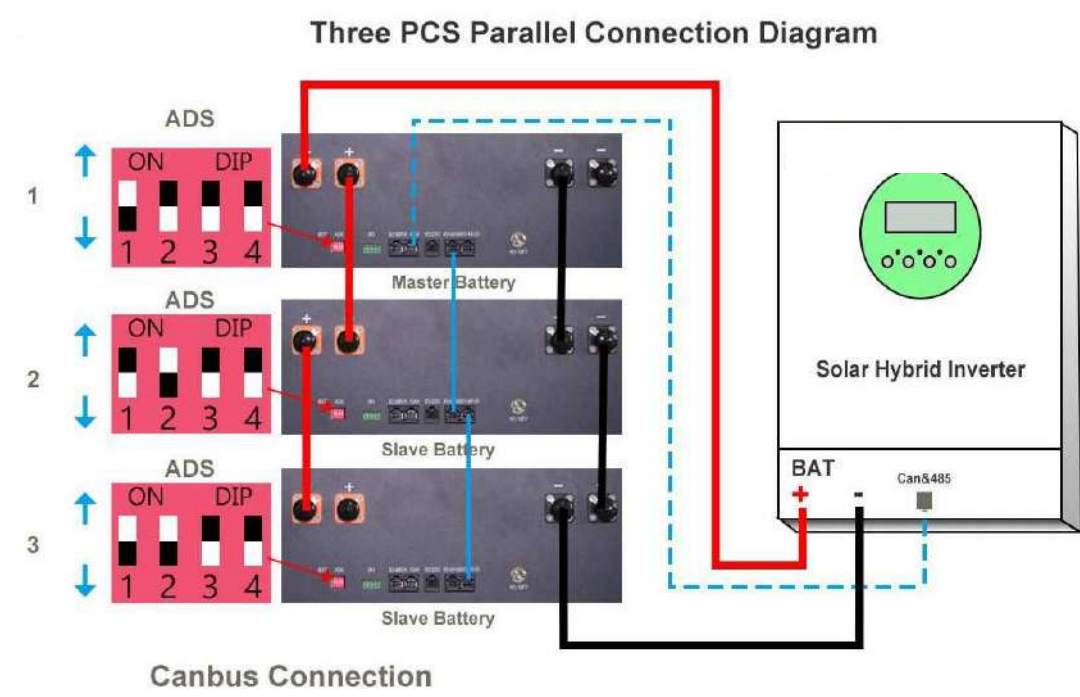 Three PCS Parallel Connection Diagram
ADS
ON DIP
1
1 2 3 4
+
- -
Master Battery
ADS
ON DIP
2
1 2 3 4
+
- -
Slave Battery
ADS
ON DIP
3
1 2 3 4
+
- -
Slave Battery
Solar Hybrid Inverter
BAT
Can&485
+ -
Canbus Connection